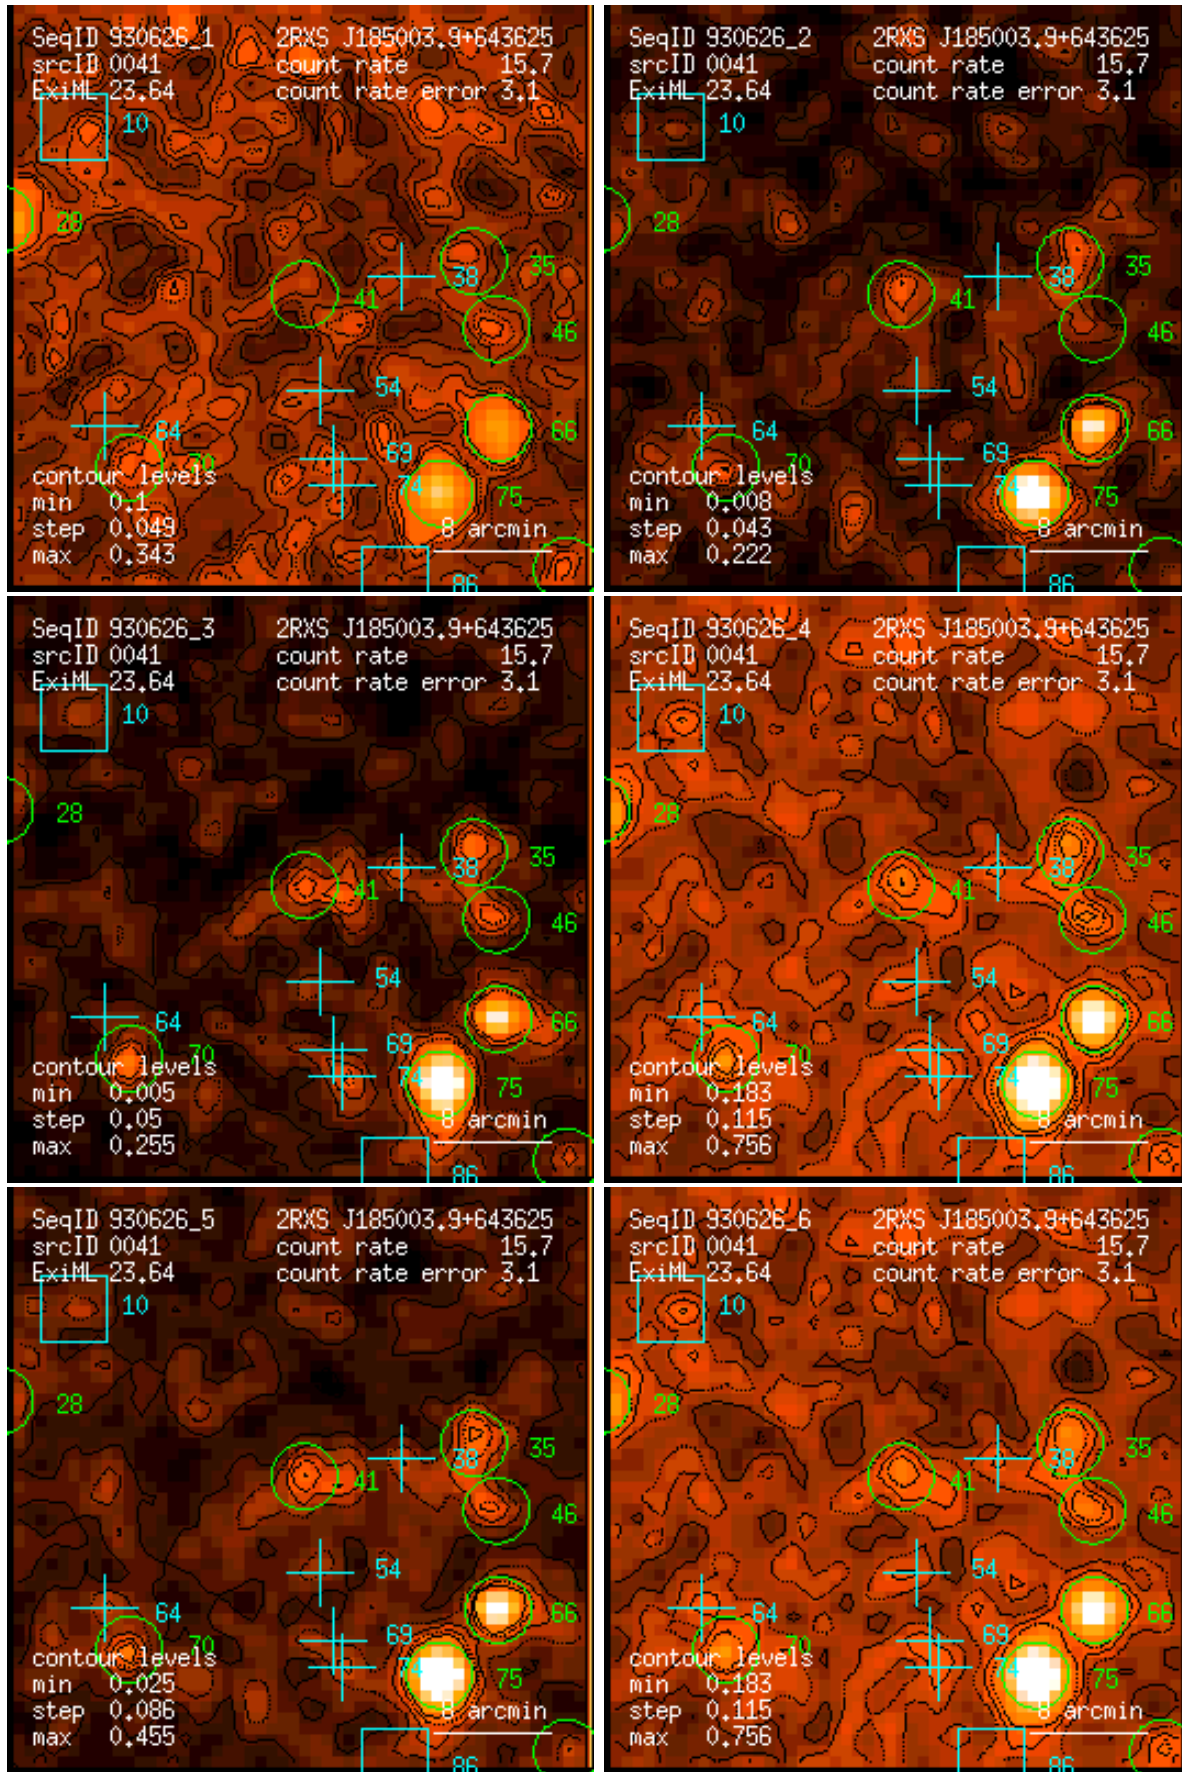 SeqID 930626_1 2RXS J185003.9+643625
srcID 0041 count rate 15.7
ExiML 23.64 count rate error 3.1
10
28
35
38
41
46
54
64
66
69
70
74
75
contour levels
min 0.1
step 0.049
max 0.343
8 arcmin
86
SeqID 930626_2 2RXS J185003.9+643625
srcID 0041 count rate 15.7
ExiML 23.64 count rate error 3.1
10
28
35
38
41
46
54
64
66
69
70
74
75
contour levels
min 0.008
step 0.043
max 0.222
8 arcmin
86
SeqID 930626_3 2RXS J185003.9+643625
srcID 0041 count rate 15.7
ExiML 23.64 count rate error 3.1
10
28
35
38
41
46
54
64
66
69
70
74
75
contour levels
min 0.005
step 0.05
max 0.255
8 arcmin
86
SeqID 930626_4 2RXS J185003.9+643625
srcID 0041 count rate 15.7
ExiML 23.64 count rate error 3.1
10
28
35
38
41
46
54
64
66
69
70
74
75
contour levels
min 0.183
step 0.115
max 0.756
8 arcmin
86
SeqID 930626_5 2RXS J185003.9+643625
srcID 0041 count rate 15.7
ExiML 23.64 count rate error 3.1
10
28
35
38
41
46
54
64
66
69
70
74
75
contour levels
min 0.025
step 0.086
max 0.455
8 arcmin
86
SeqID 930626_6 2RXS J185003.9+643625
srcID 0041 count rate 15.7
ExiML 23.64 count rate error 3.1
10
28
35
38
41
46
54
64
66
69
70
74
75
contour levels
min 0.183
step 0.115
max 0.756
8 arcmin
86